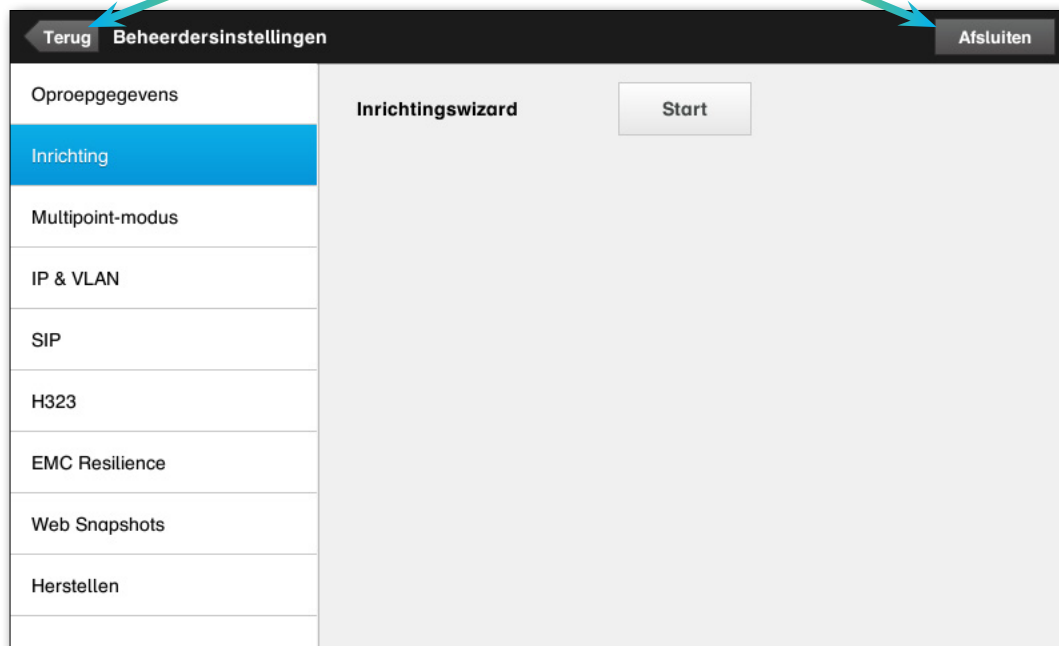 Terug Beheerdersinstellingen Afsluiten
Oproepgegevens
Inrichtingswizard Start
Inrichting
Multipoint-modus
IP & VLAN
SIP
H323
EMC Resilience
Web Snapshots
Herstellen